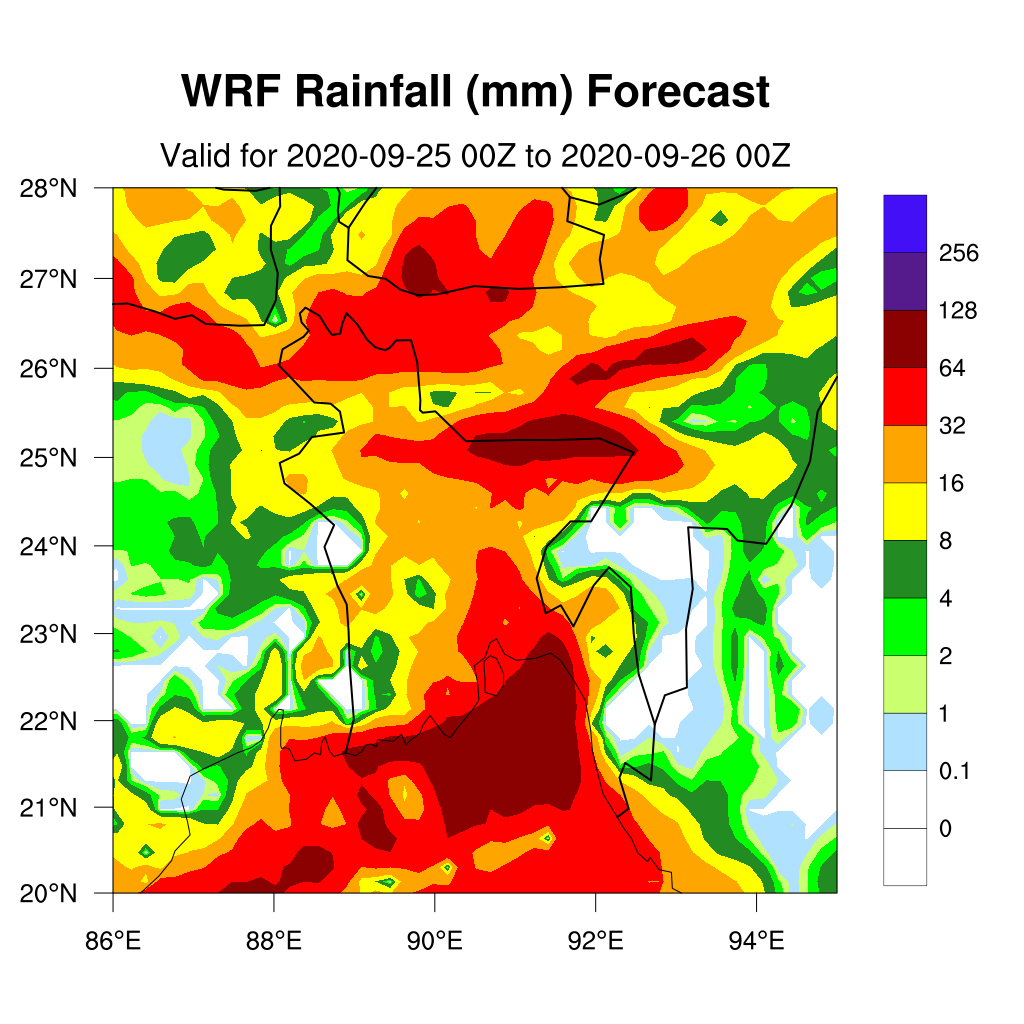 WRF Rainfall (mm) Forecast
Valid for 2020-09-25 00Z to 2020-09-26 00Z
28°N
27°N
26°N
25°N
24°N
23°N
22°N
21°N
20°N
86°E 88°E 90°E 92°E 94°E
256
128
64
32
16
8
4
2
1
0.1
0